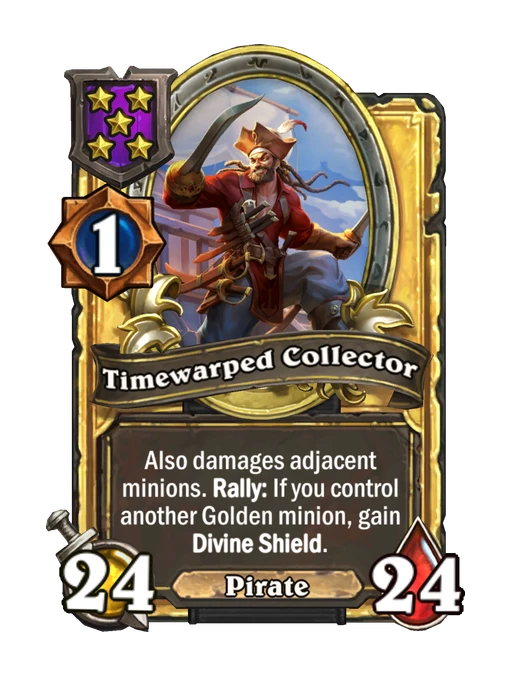 1
Timewarped Collector
Also damages adjacent
minions. Rally: If you control
another Golden minion, gain
Divine Shield.
24
Pirate
24